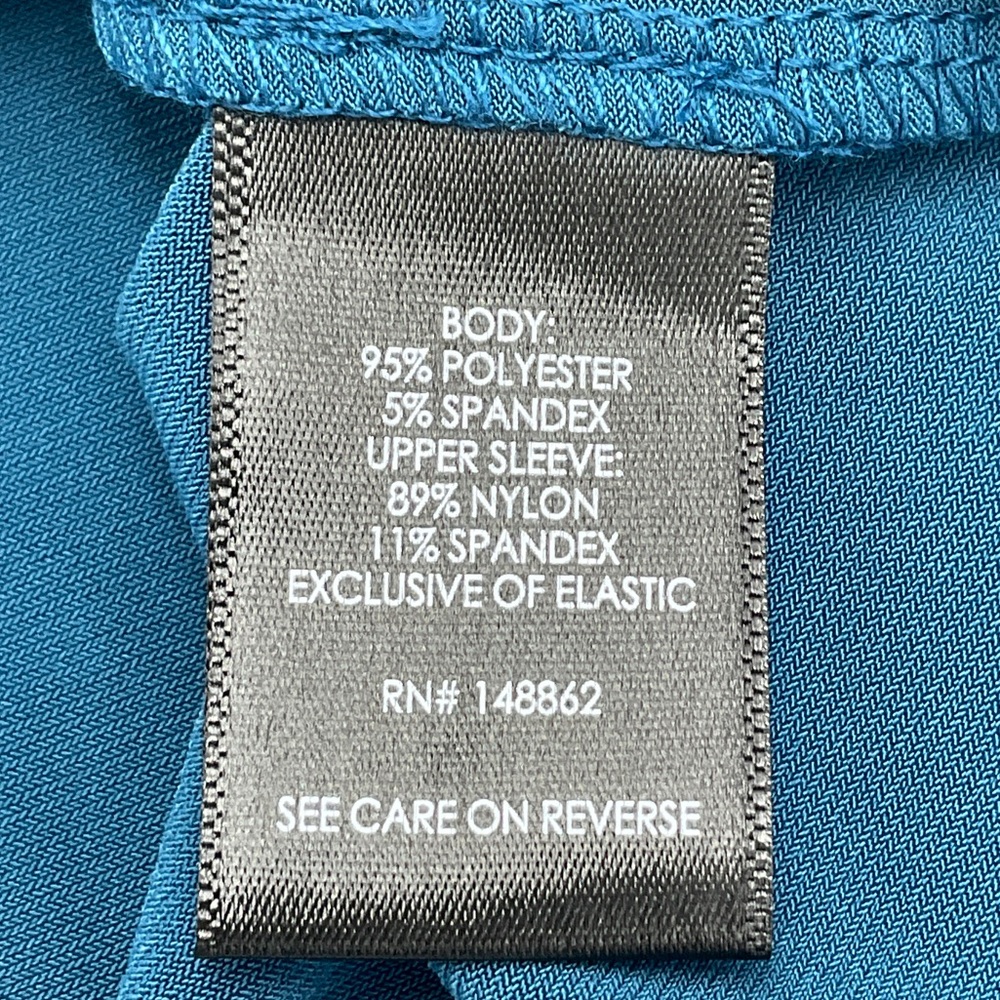 BODY:
95% POLYESTER
5% SPANDEX
UPPER SLEEVE:
89% NYLON
11% SPANDEX
EXCLUSIVE OF ELASTIC
RN# 148862
SEE CARE ON REVERSE